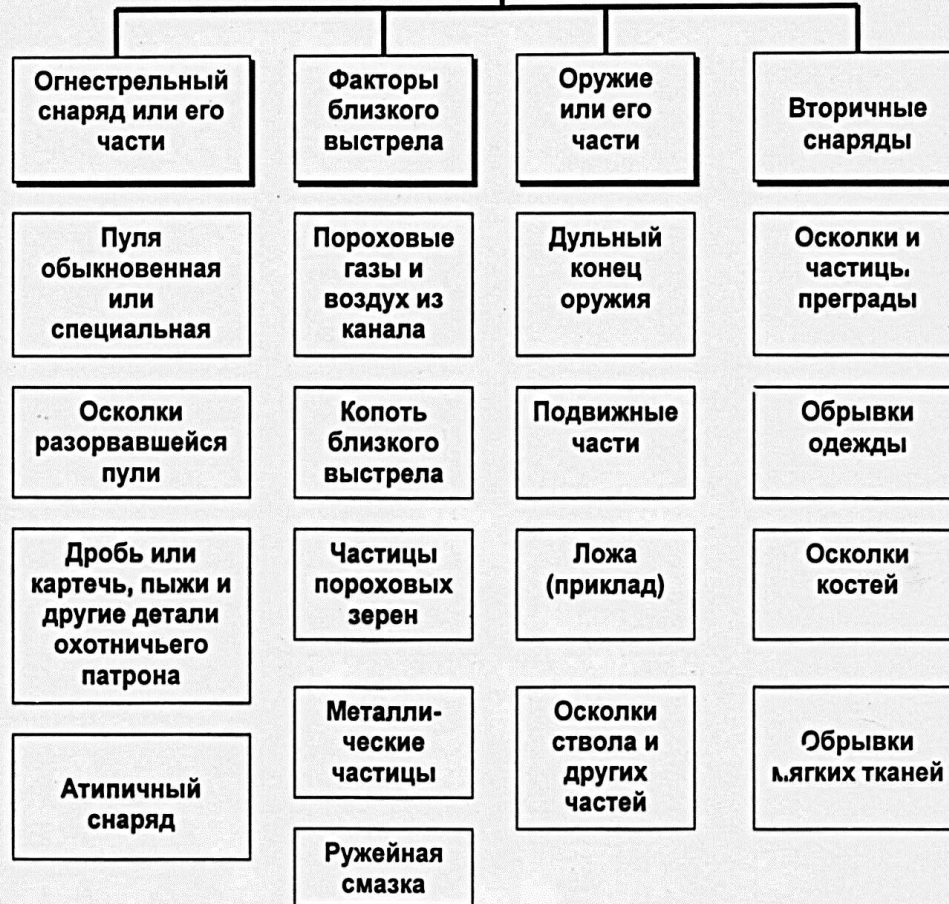 Огнестрельный
снаряд или его
части
Факторы
близкого
выстрела
Оружие
или его
части
Вторичные
снаряды
Пуля
обыкновенная
или
специальная
Пороховые
газы и
воздух из
канала
Дульный
конец
оружия
Осколки и
частицы
преграды
Осколки
разорвавшейся
пули
Копоть
близкого
выстрела
Подвижные
части
Обрывки
одежды
Дробь или
картечь, пыжи и
другие детали
охотничьего
патрона
Частицы
пороховых
зерен
Ложа
(приклад)
Осколки
костей
Атипичный
снаряд
Металли-
ческие
частицы
Осколки
ствола и
других
частей
Обрывки
мягких тканей
Ружейная
смазка